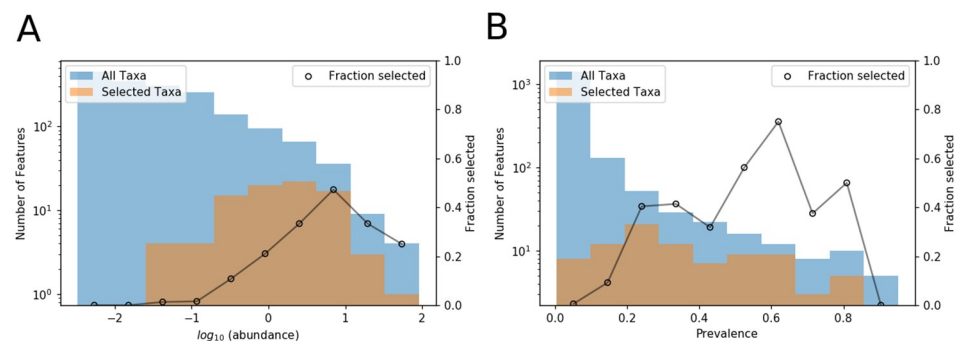 A
B
All Taxa
Selected Taxa
Fraction selected
Number of Features
10²
10¹
10⁰
1.0
0.8
0.6
0.4
0.2
0.0
Fraction selected
−2
−1
0
1
2
log₁₀ (abundance)
All Taxa
Selected Taxa
Fraction selected
Number of Features
10³
10²
10¹
1.0
0.8
0.6
0.4
0.2
0.0
Fraction selected
0.0
0.2
0.4
0.6
0.8
Prevalence